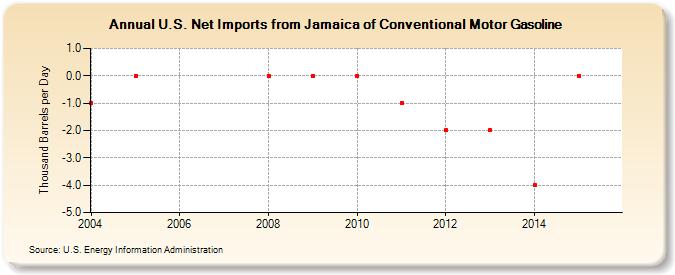 Annual U.S. Net Imports from Jamaica of Conventional Motor Gasoline
Thousand Barrels per Day
1.0
0.0
-1.0
-2.0
-3.0
-4.0
-5.0
2004 2006 2008 2010 2012 2014
Source: U.S. Energy Information Administration